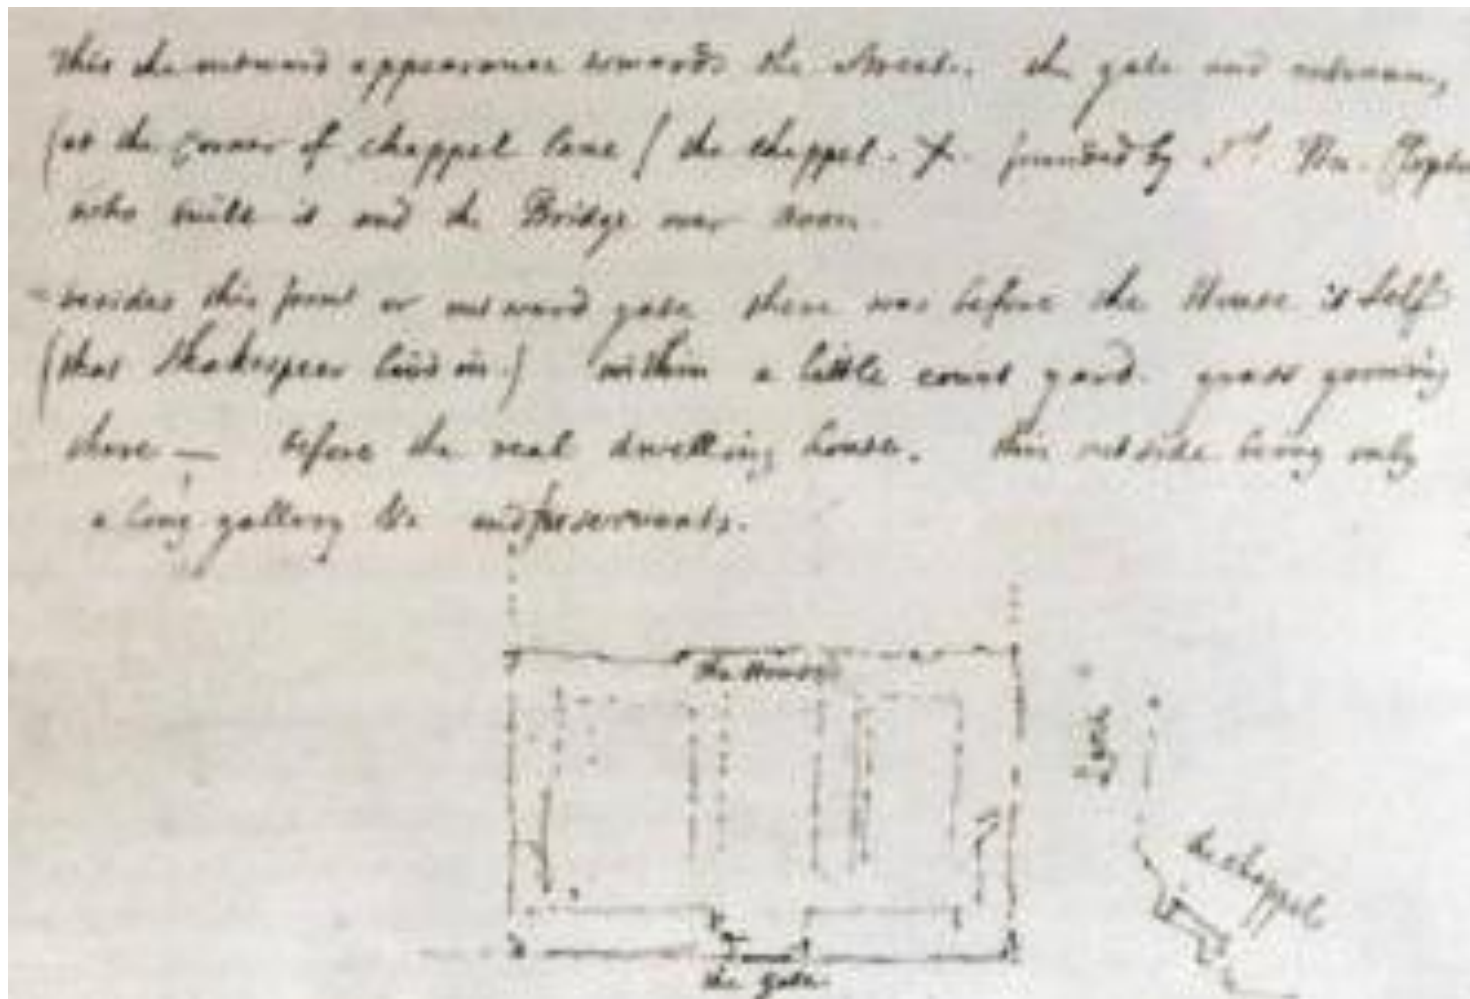 this the outward appearance towards the Street. the gate and entrance,
(at the Corner of chappel lane / the chappel. X. founded by Sr. Hu. Clopton
who built it and the Bridge over Avon.
besides this front or outward gate there was before the House it self
(that Shakespear livd in.) within a little court yard. grass growing
there — before the real dwelling house. this outside being only
a long gallery &c and for servants.
the House
the gate.
Lane
the chappel